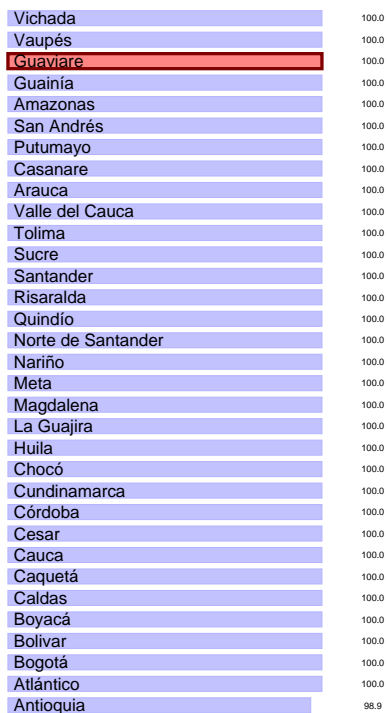 Vichada 100.0
Vaupés 100.0
Guaviare 100.0
Guainía 100.0
Amazonas 100.0
San Andrés 100.0
Putumayo 100.0
Casanare 100.0
Arauca 100.0
Valle del Cauca 100.0
Tolima 100.0
Sucre 100.0
Santander 100.0
Risaralda 100.0
Quindío 100.0
Norte de Santander 100.0
Nariño 100.0
Meta 100.0
Magdalena 100.0
La Guajira 100.0
Huila 100.0
Chocó 100.0
Cundinamarca 100.0
Córdoba 100.0
Cesar 100.0
Cauca 100.0
Caquetá 100.0
Caldas 100.0
Boyacá 100.0
Bolivar 100.0
Bogotá 100.0
Atlántico 100.0
Antioquia 98.9